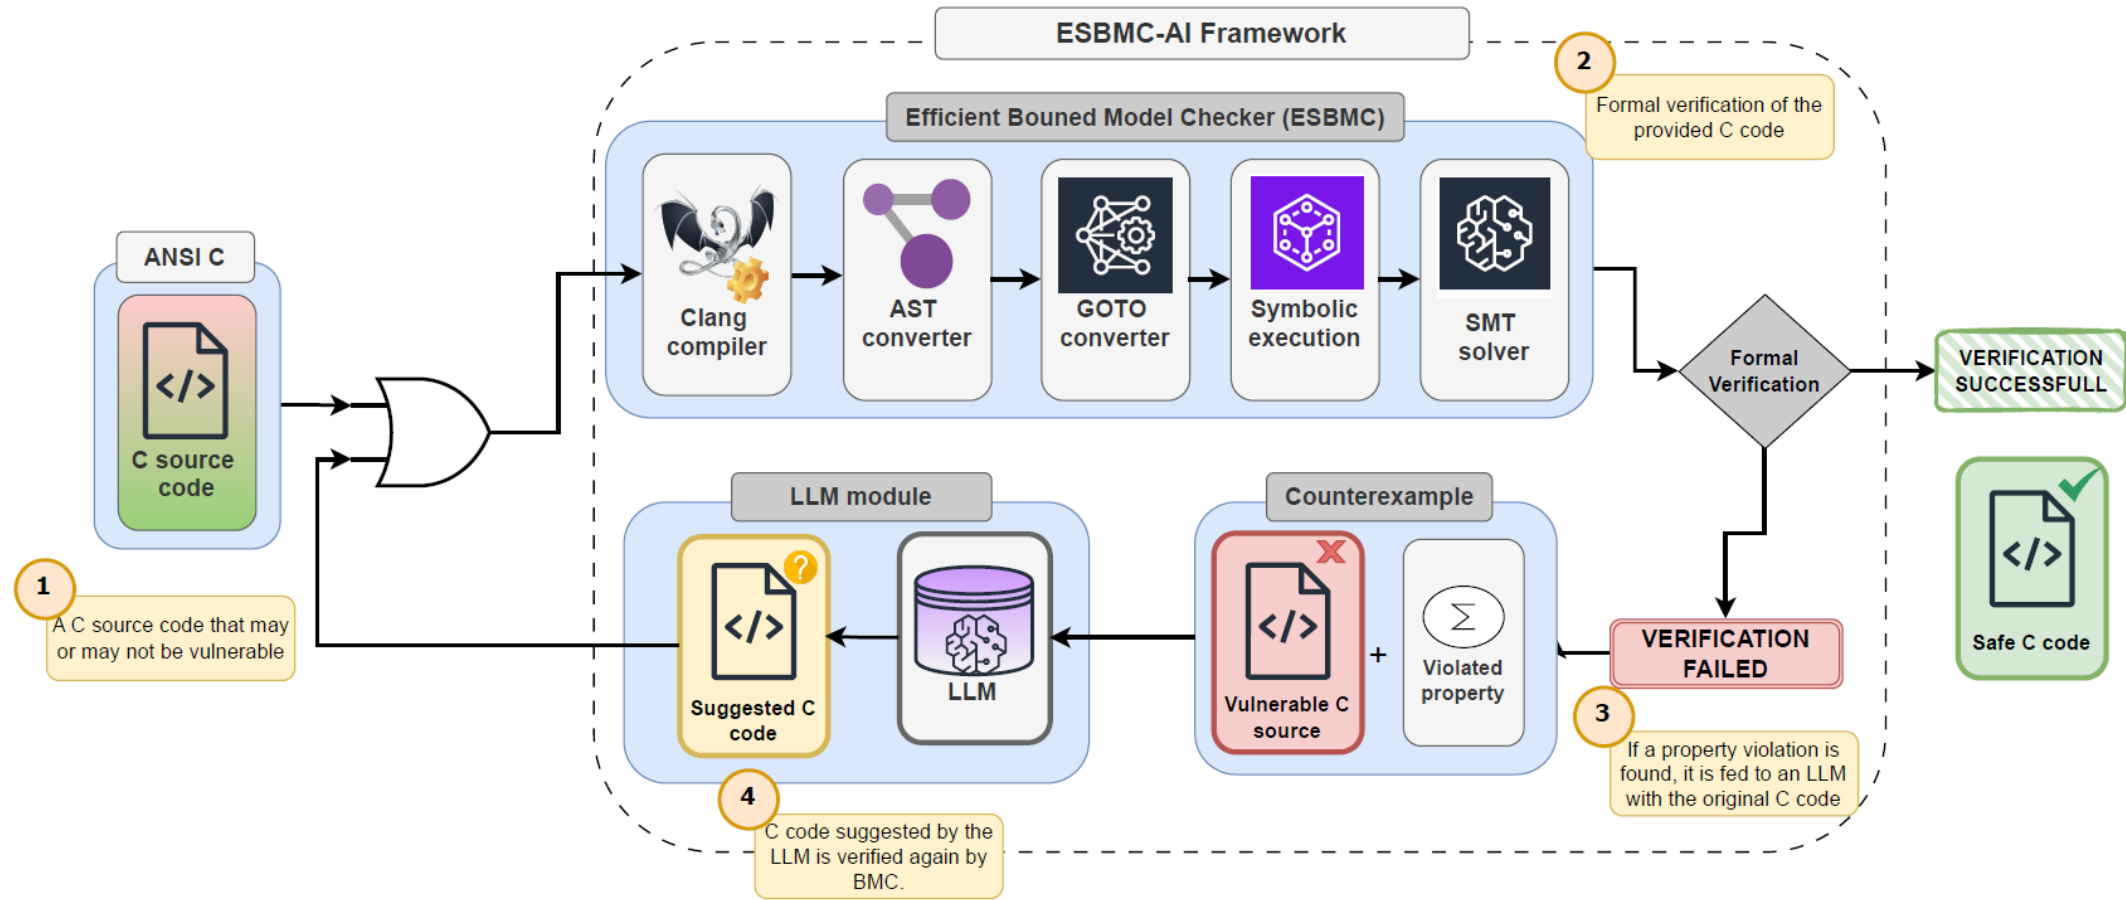 ESBMC-AI Framework
2
Formal verification of the
provided C code
Efficient Bouned Model Checker (ESBMC)
Clang
compiler
AST
converter
GOTO
converter
Symbolic
execution
SMT
solver
ANSI C
</>
C source
code
1
A C source code that may
or may not be vulnerable
Formal
Verification
VERIFICATION
SUCCESSFULL
</>
Safe C code
VERIFICATION
FAILED
3
If a property violation is
found, it is fed to an LLM
with the original C code
Counterexample
</>
Vulnerable C
source
+
Σ
Violated
property
LLM module
LLM
?
</>
Suggested C
code
4
C code suggested by the
LLM is verified again by
BMC.